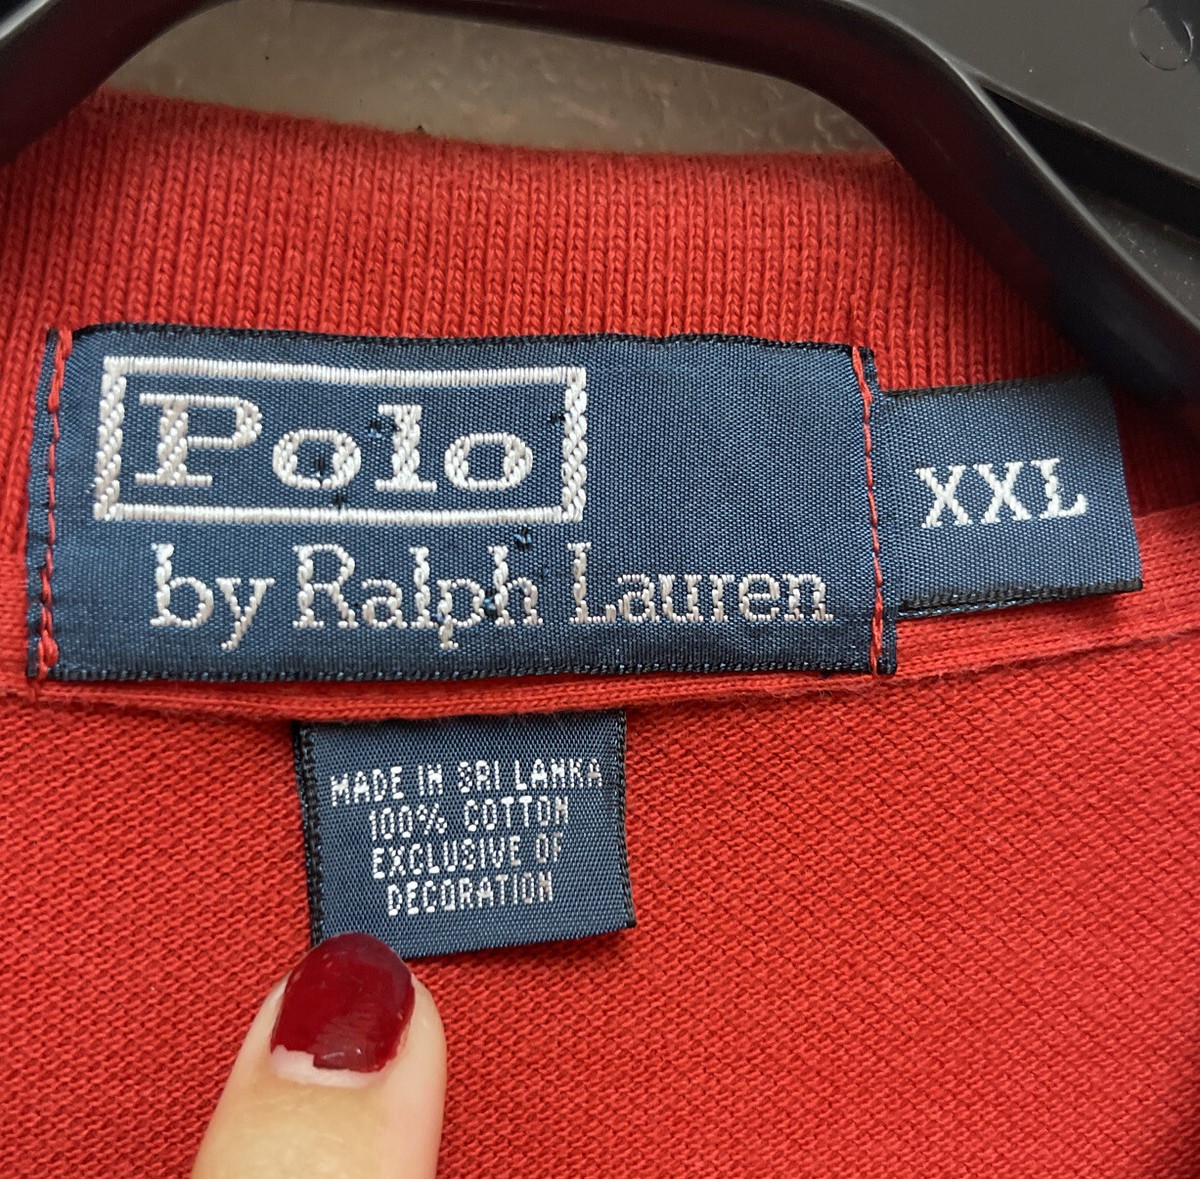 Polo
by Ralph Lauren
XXL
MADE IN SRI LANKA
100% COTTON
EXCLUSIVE OF
DECORATION